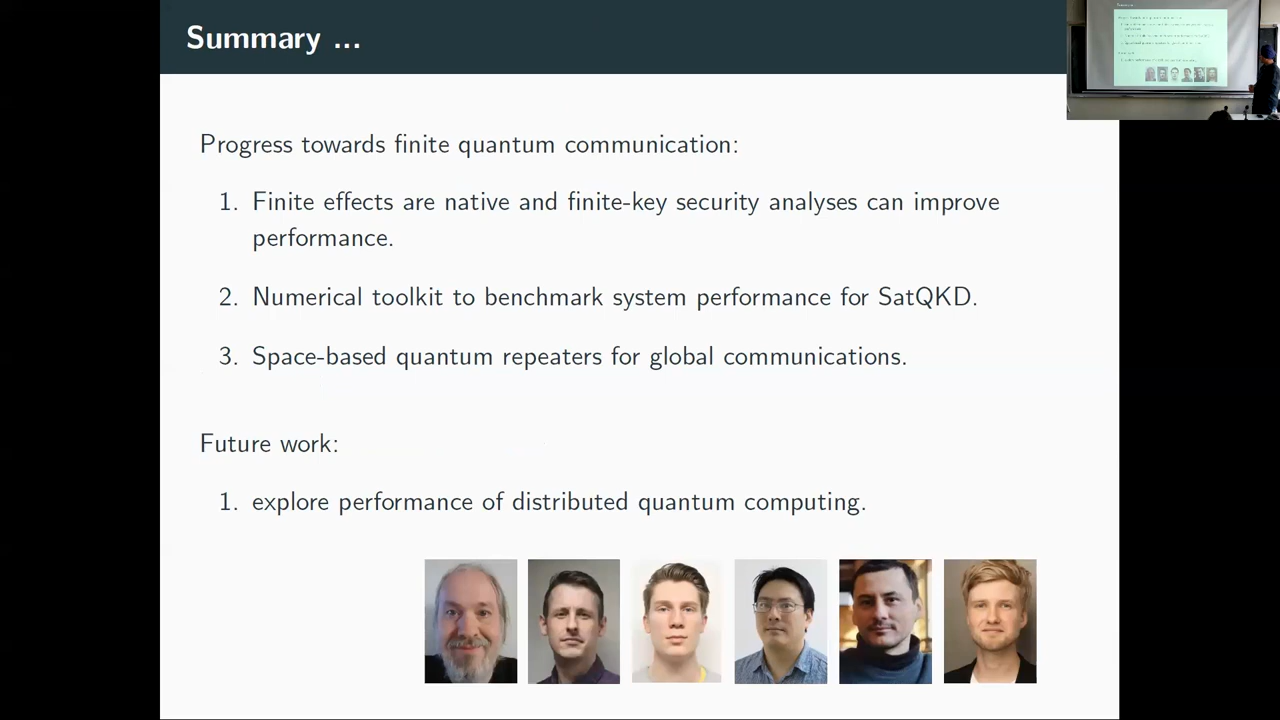 Summary ...
Progress towards finite quantum communication:
1. Finite effects are native and finite-key security analyses can improve
performance.
2. Numerical toolkit to benchmark system performance for SatQKD.
3. Space-based quantum repeaters for global communications.
Future work:
1. explore performance of distributed quantum computing.